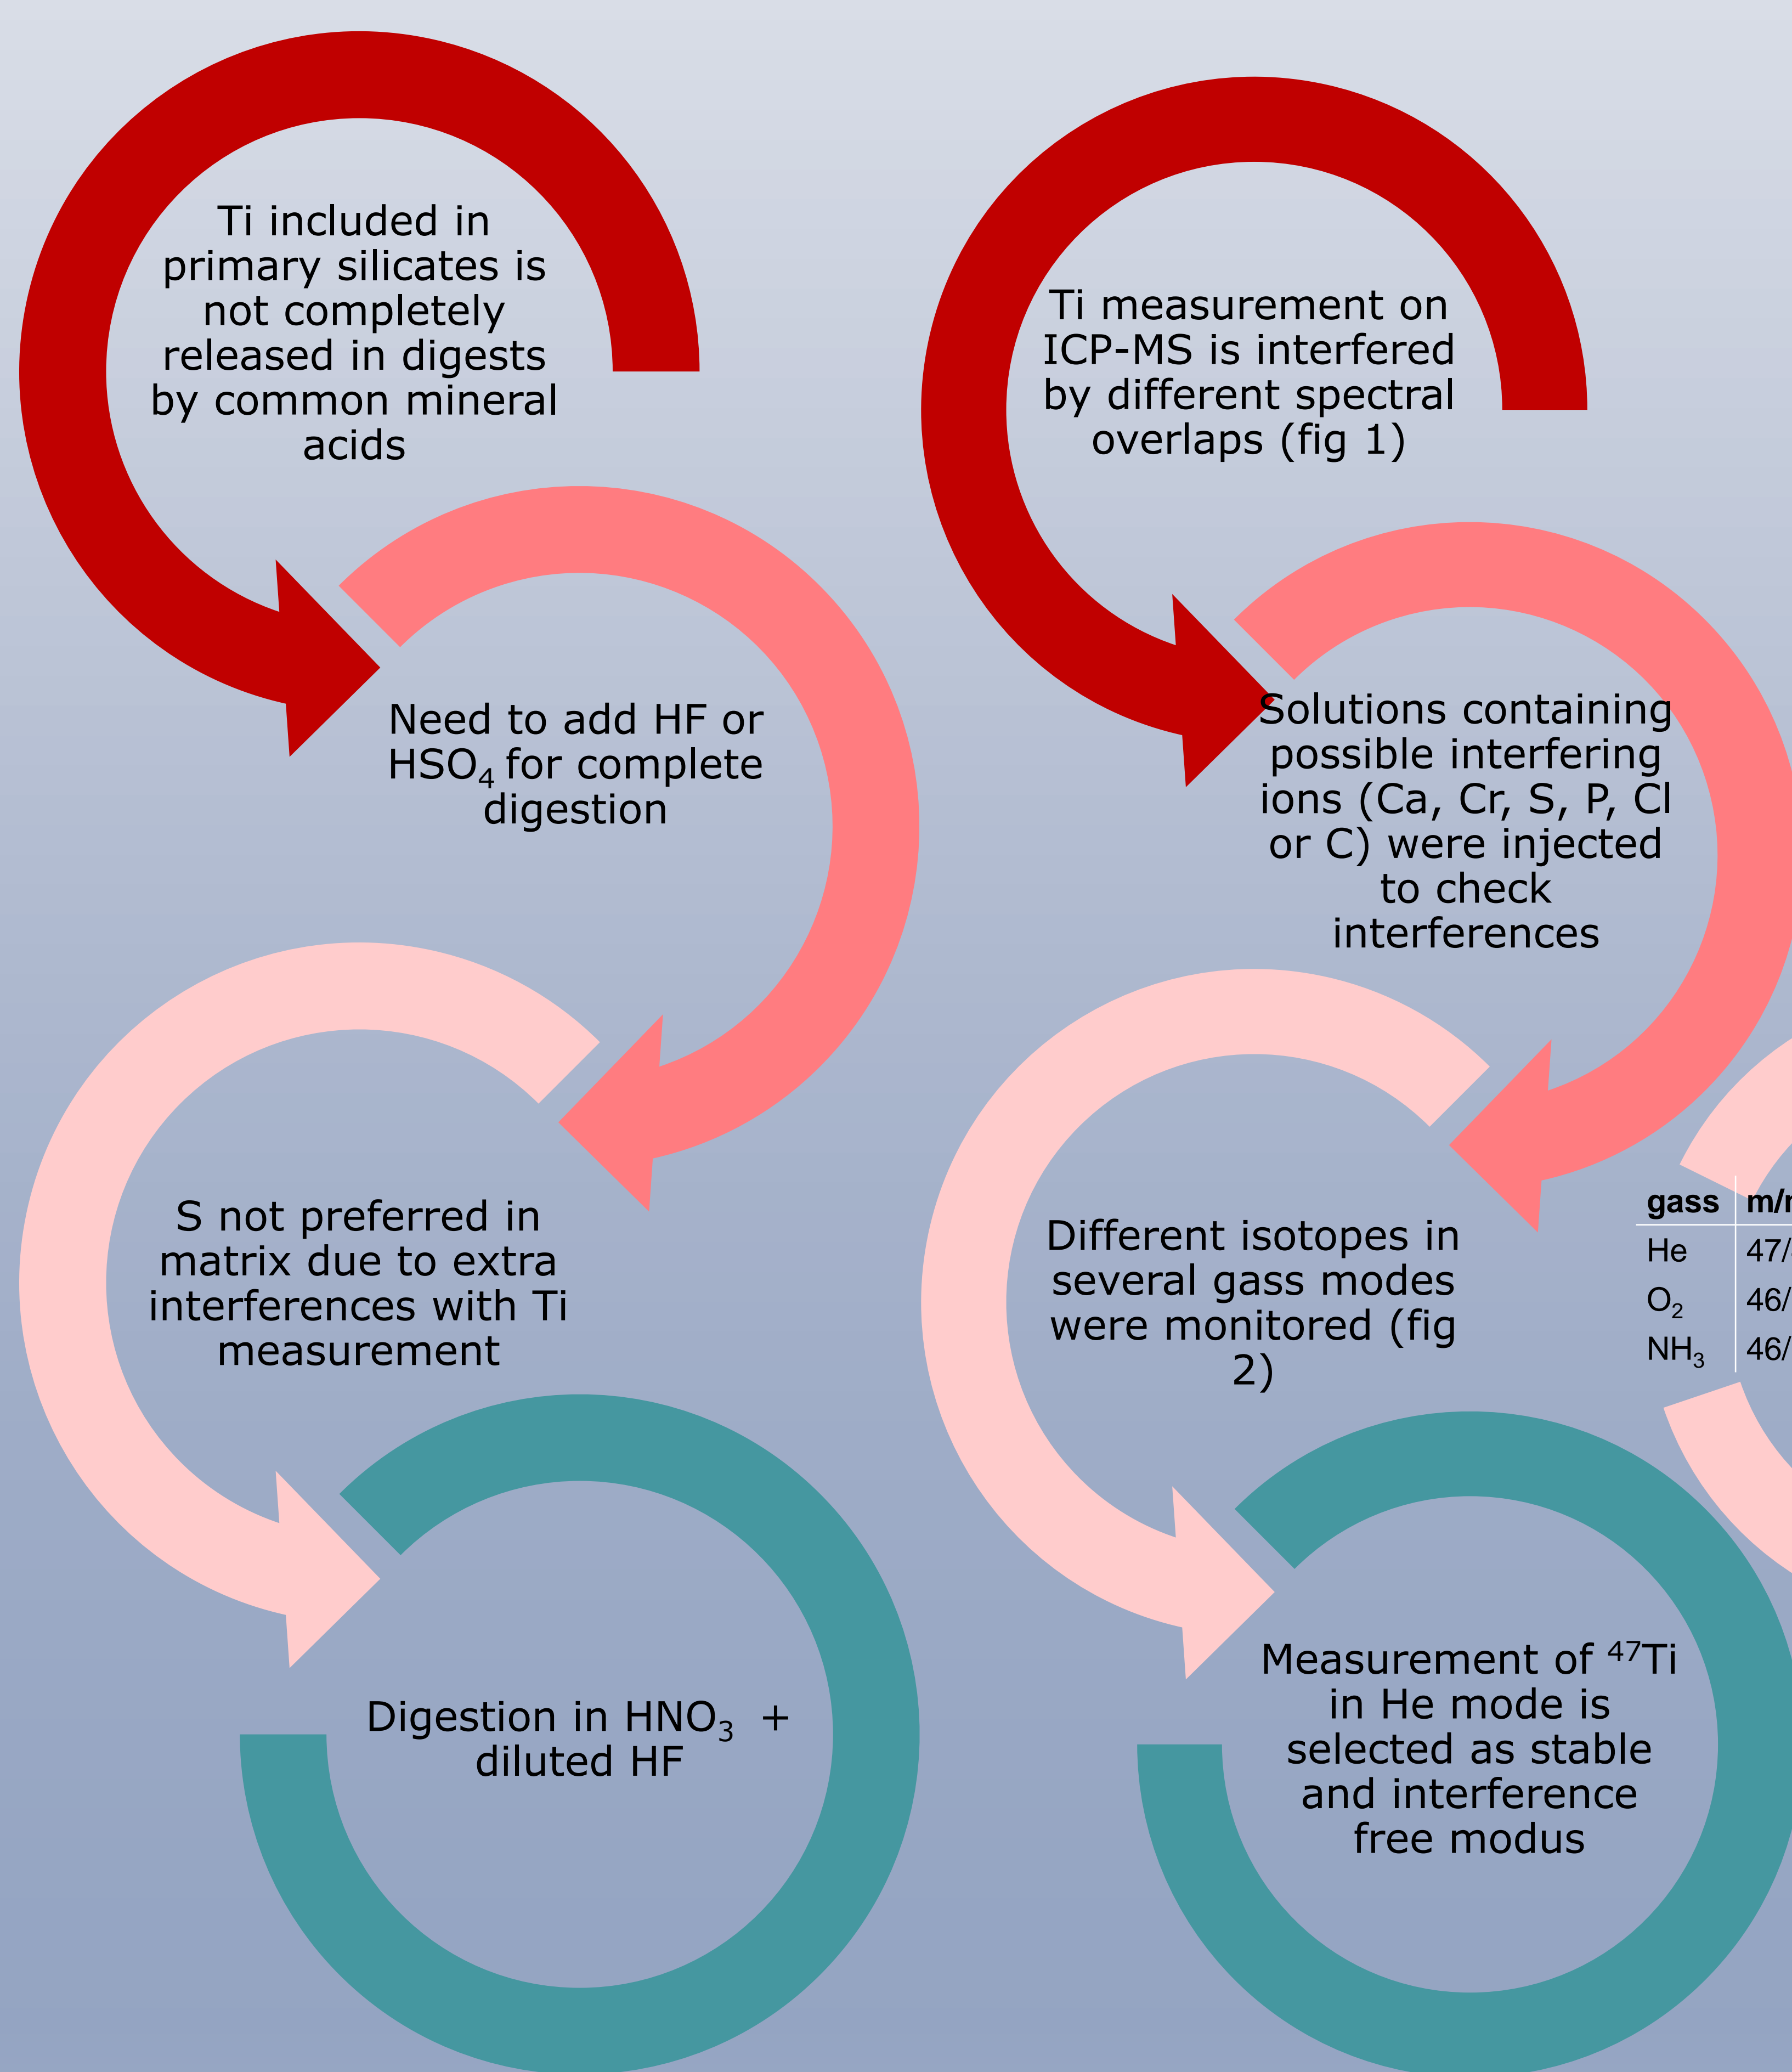 Ti included in
primary silicates is
not completely
released in digests
by common mineral
acids
Need to add HF or
HSO₄ for complete
digestion
S not preferred in
matrix due to extra
interferences with Ti
measurement
Digestion in HNO₃ +
diluted HF
Ti measurement on
ICP-MS is interfered
by different spectral
overlaps (fig 1)
Solutions containing
possible interfering
ions (Ca, Cr, S, P, Cl
or C) were injected
to check
interferences
Different isotopes in
several gass modes
were monitored (fig
2)
Measurement of ⁴⁷Ti
in He mode is
selected as stable
and interference
free modus
gass
He 47/
O₂ 46/
NH₃ 46/